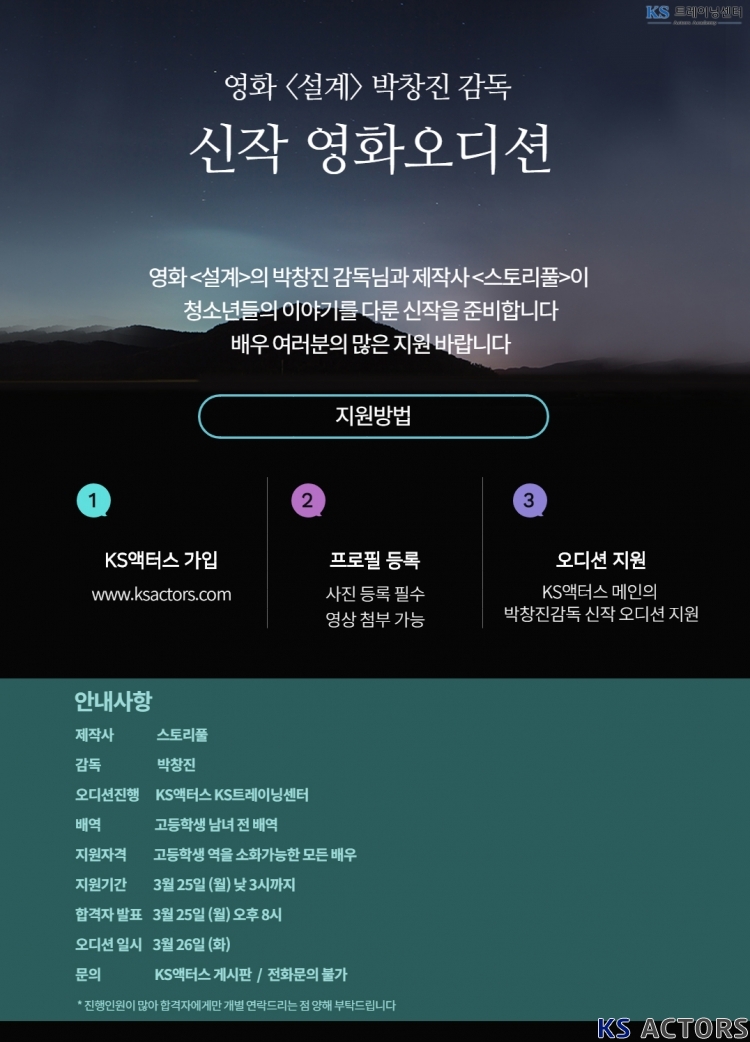 KS 트레이닝센터
Actors Academy
영화 〈설계〉 박창진 감독
신작 영화오디션
영화 <설계>의 박창진 감독님과 제작사 <스토리풀>이
청소년들의 이야기를 다룬 신작을 준비합니다
배우 여러분의 많은 지원 바랍니다
지원방법
1
KS액터스 가입
www.ksactors.com
2
프로필 등록
사진 등록 필수
영상 첨부 가능
3
오디션 지원
KS액터스 메인의
박창진감독 신작 오디션 지원
안내사항
제작사 스토리풀
감독 박창진
오디션진행 KS액터스 KS트레이닝센터
배역 고등학생 남녀 전 배역
지원자격 고등학생 역을 소화가능한 모든 배우
지원기간 3월 25일 (월) 낮 3시까지
합격자 발표 3월 25일 (월) 오후 8시
오디션 일시 3월 26일 (화)
문의 KS액터스 게시판 / 전화문의 불가
* 진행인원이 많아 합격자에게만 개별 연락드리는 점 양해 부탁드립니다
KS ACTORS